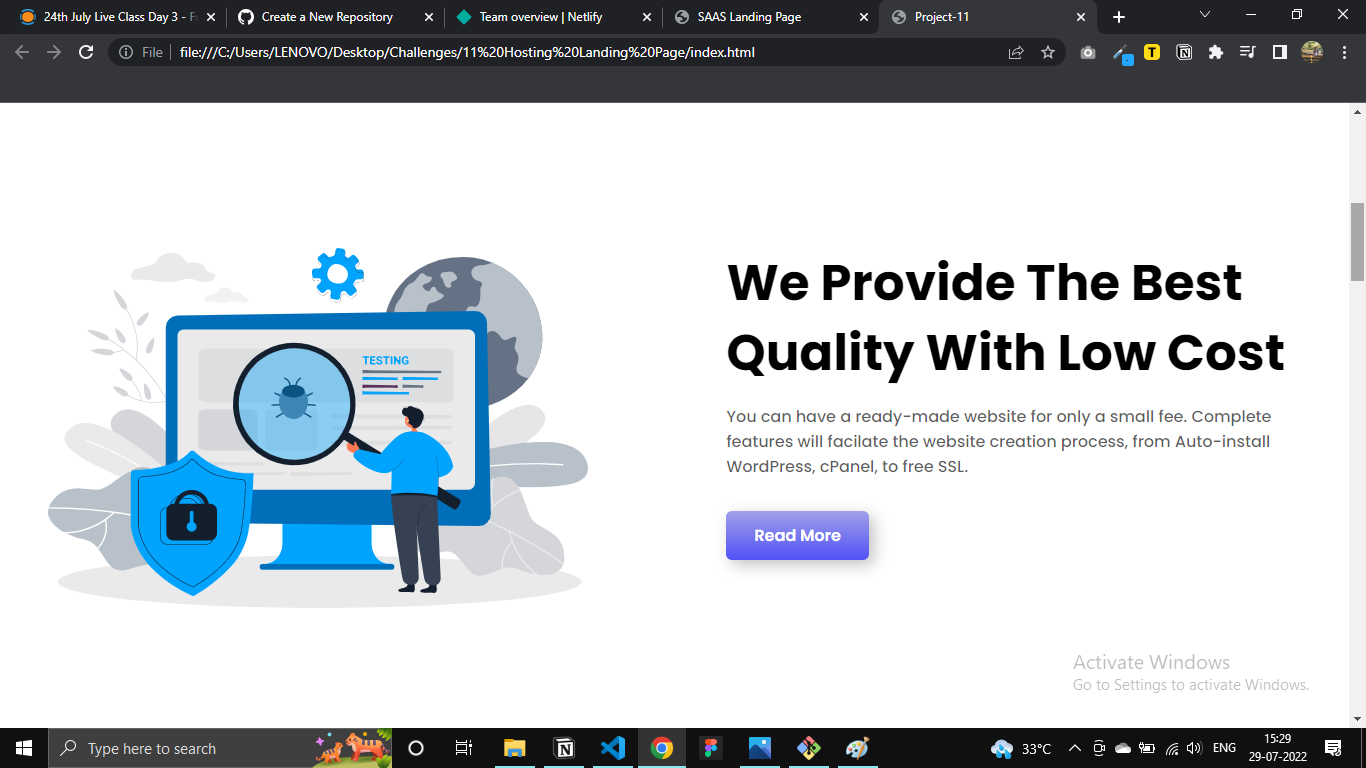 24th July Live Class Day 3 - Fu
Create a New Repository
Team overview | Netlify
SAAS Landing Page
Project-11
File
file:///C:/Users/LENOVO/Desktop/Challenges/11%20Hosting%20Landing%20Page/index.html
TESTING
We Provide The Best
Quality With Low Cost
You can have a ready-made website for only a small fee. Complete
features will facilate the website creation process, from Auto-install
WordPress, cPanel, to free SSL.
Read More
Activate Windows
Go to Settings to activate Windows.
Type here to search
33°C
ENG
15:29
29-07-2022